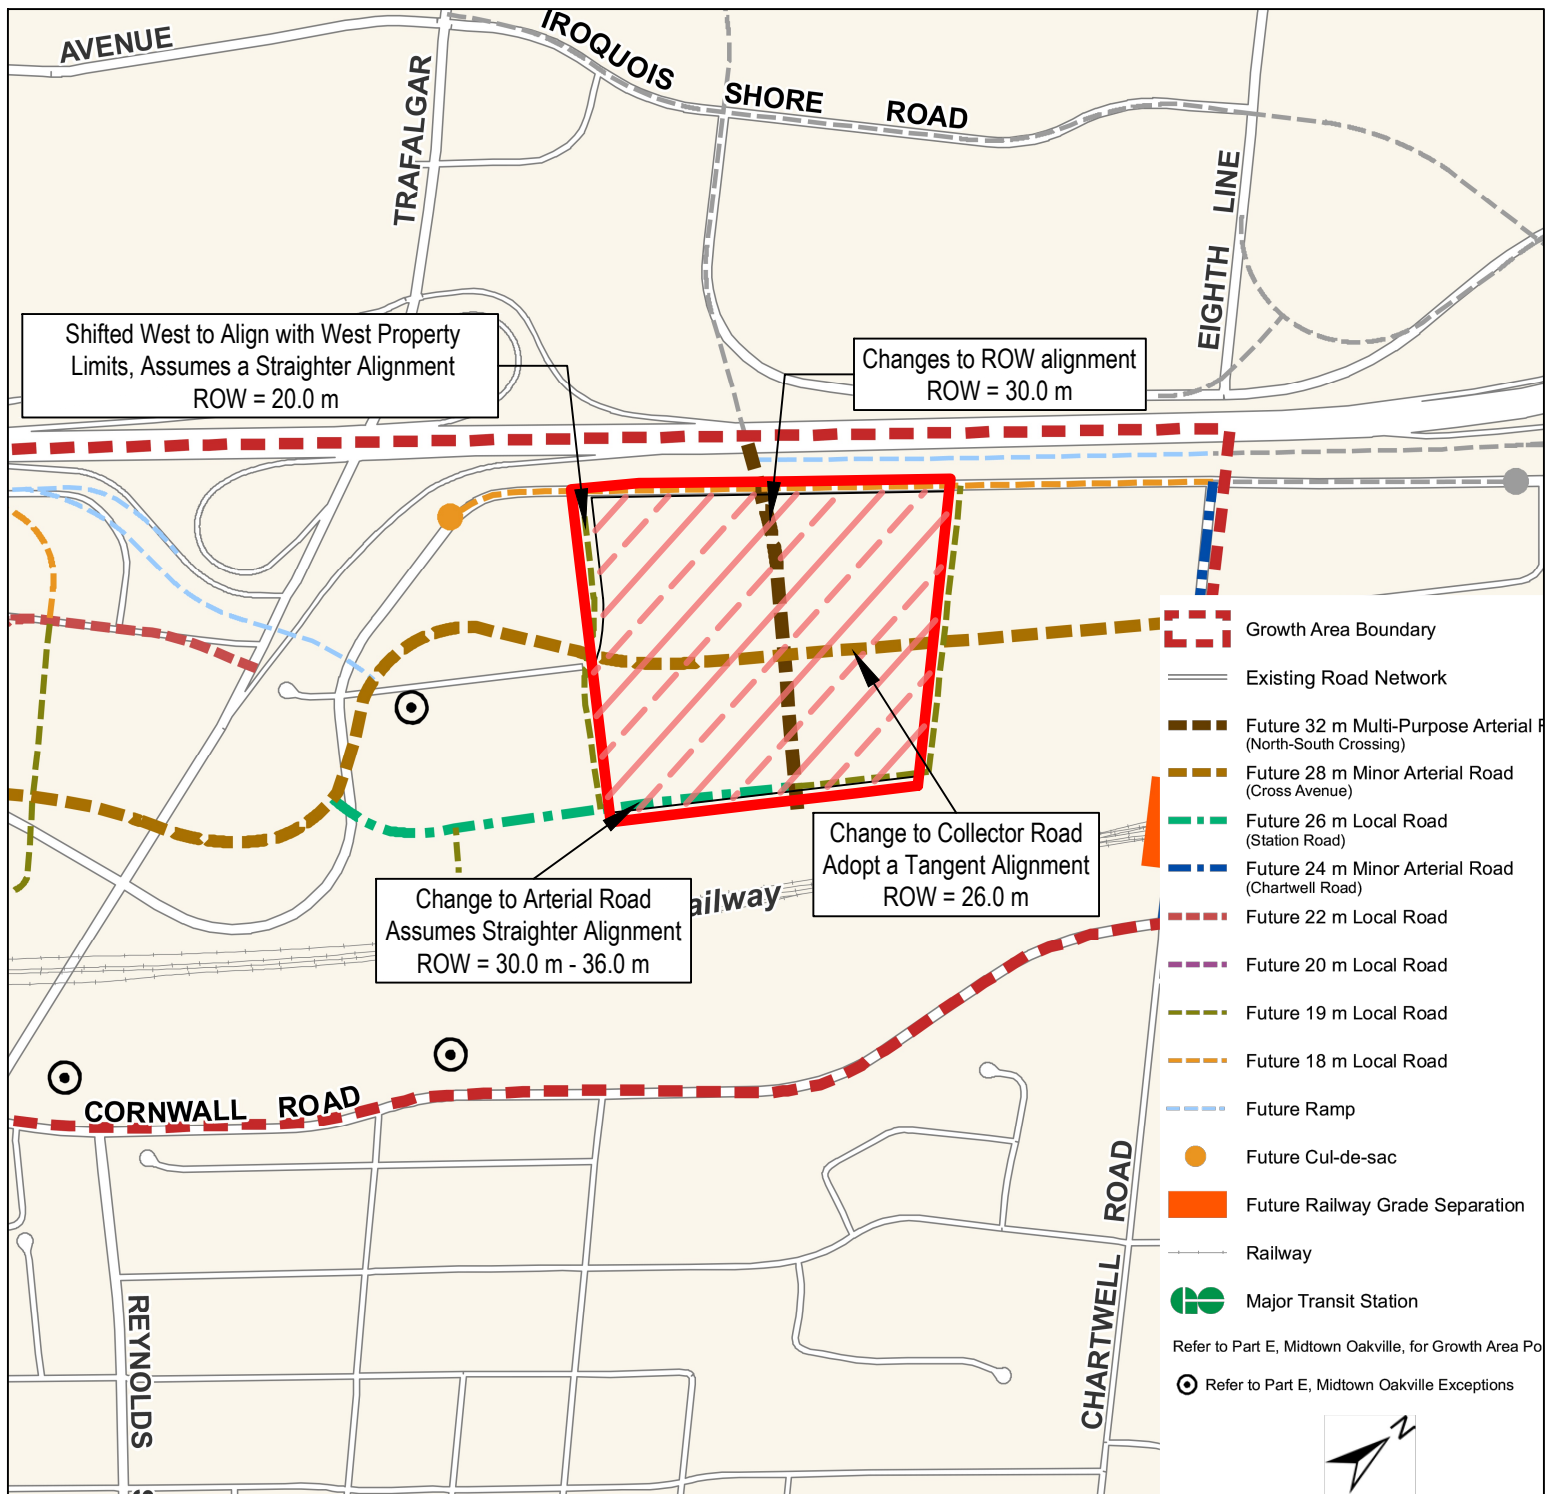 AVENUE
TRAFALGAR
IROQUOIS
SHORE ROAD
EIGHTH LINE
Shifted West to Align with West Property
Limits, Assumes a Straighter Alignment
ROW = 20.0 m
Changes to ROW alignment
ROW = 30.0 m
Change to Collector Road
Adopt a Tangent Alignment
ROW = 26.0 m
Change to Arterial Road
Assumes Straighter Alignment
ROW = 30.0 m - 36.0 m
ailway
CORNWALL ROAD
REYNOLDS
S
CHARTWELL ROAD
Growth Area Boundary
Existing Road Network
Future 32 m Multi-Purpose Arterial
(North-South Crossing)
Future 28 m Minor Arterial Road
(Cross Avenue)
Future 26 m Local Road
(Station Road)
Future 24 m Minor Arterial Road
(Chartwell Road)
Future 22 m Local Road
Future 20 m Local Road
Future 19 m Local Road
Future 18 m Local Road
Future Ramp
Future Cul-de-sac
Future Railway Grade Separation
Railway
GO Major Transit Station
Refer to Part E, Midtown Oakville, for Growth Area Po
Refer to Part E, Midtown Oakville Exceptions
N